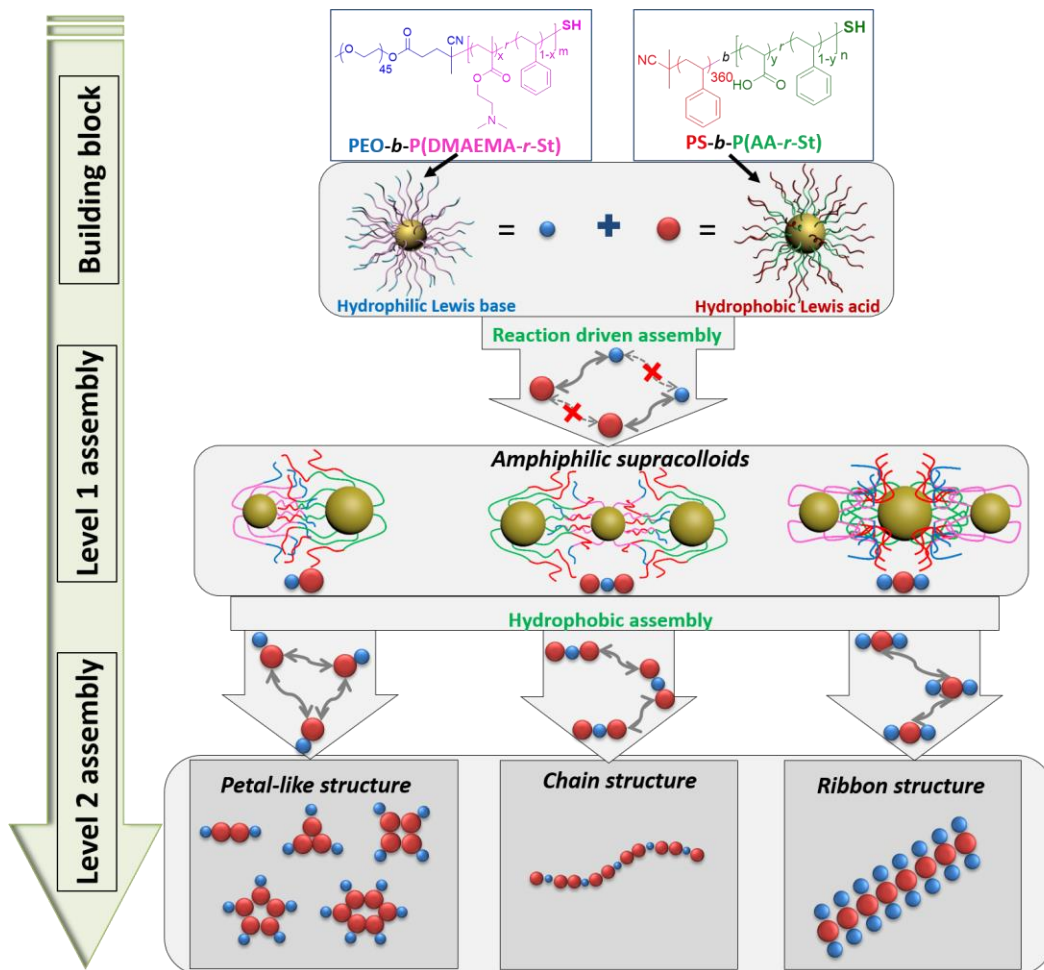 Building block
Level 1 assembly
Level 2 assembly
O
45
O
O
CN
x
r
1-x
m
SH
O
O
N
PEO-b-P(DMAEMA-r-St)
NC
360
b
y
r
1-y
n
SH
HO
O
PS-b-P(AA-r-St)
= + =
Hydrophilic Lewis base
Hydrophobic Lewis acid
Reaction driven assembly
Amphiphilic supracolloids
Hydrophobic assembly
Petal-like structure
Chain structure
Ribbon structure